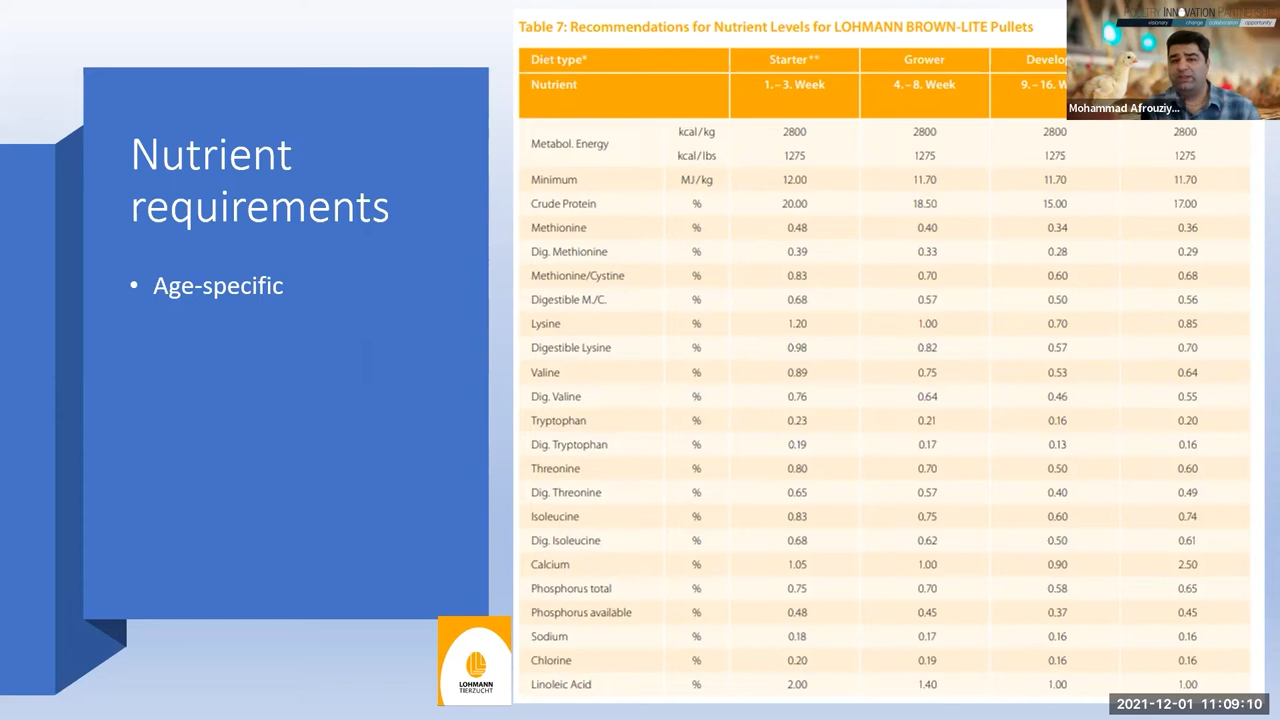 Nutrient
requirements
• Age-specific
Table 7: Recommendations for Nutrient Levels for LOHMANN BROWN-LITE Pullets
Diet type* Starter** Grower
Nutrient 1.–3. Week 4.–8. Week 9.–16.
Metabol. Energy kcal/kg 2800 2800 2800 2800
kcal/lbs 1275 1275 1275 1275
Minimum MJ/kg 12.00 11.70 11.70 11.70
Crude Protein % 20.00 18.50 15.00 17.00
Methionine % 0.48 0.40 0.34 0.36
Dig. Methionine % 0.39 0.33 0.28 0.29
Methionine/Cystine % 0.83 0.70 0.60 0.68
Digestible M./C. % 0.68 0.57 0.50 0.56
Lysine % 1.20 1.00 0.70 0.85
Digestible Lysine % 0.98 0.82 0.57 0.70
Valine % 0.89 0.75 0.53 0.64
Dig. Valine % 0.76 0.64 0.46 0.55
Tryptophan % 0.23 0.21 0.16 0.20
Dig. Tryptophan % 0.19 0.17 0.13 0.16
Threonine % 0.80 0.70 0.50 0.60
Dig. Threonine % 0.65 0.57 0.40 0.49
Isoleucine % 0.83 0.75 0.60 0.74
Dig. Isoleucine % 0.68 0.62 0.50 0.61
Calcium % 1.05 1.00 0.90 2.50
Phosphorus total % 0.75 0.70 0.58 0.65
Phosphorus available % 0.48 0.45 0.37 0.45
Sodium % 0.18 0.17 0.16 0.16
Chlorine % 0.20 0.19 0.16 0.16
Linoleic Acid % 2.00 1.40 1.00 1.00
LOHMANN
TIERZUCHT
INNOVATION
visionary change collaboration opportunity
Mohammad Afrouziy...
2021-12-01 11:09:10